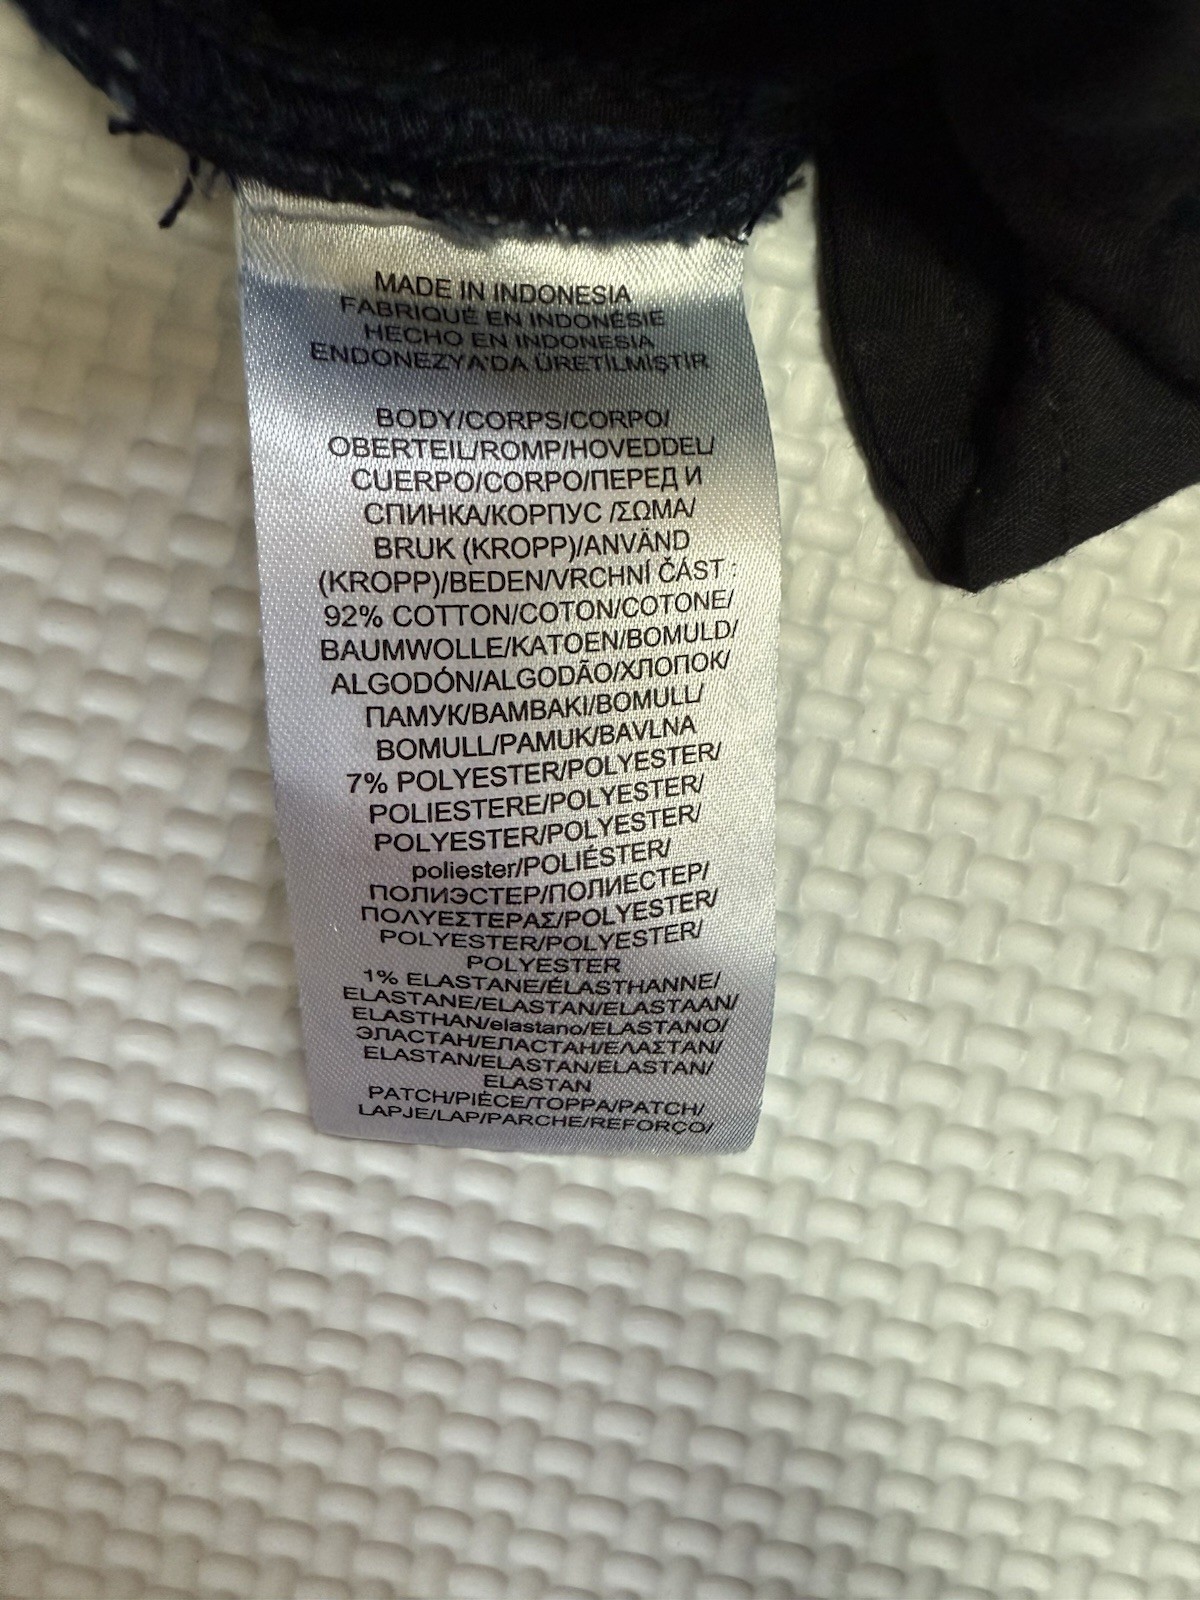 MADE IN INDONESIA
FABRIQUÉ EN INDONÉSIE
HECHO EN INDONESIA
ENDONEZYA'DA ÜRETİLMİŞTİR
BODY/CORPS/CORPO/
OBERTEIL/ROMP/HOVEDDEL/
CUERPO/CORPO/ПЕРЕД И
СПИНКА/КОРПУС /ΣΩΜΑ/
BRUK (KROPP)/ANVÄND
(KROPP)/BEDEN/VRCHNÍ ČÁST :
92% COTTON/COTON/COTONE/
BAUMWOLLE/KATOEN/BOMULD/
ALGODÓN/ALGODÃO/ХЛОПОК/
ПАМУК/ΒΑΜΒΑΚΙ/BOMULL/
BOMULL/PAMUK/BAVLNA
7% POLYESTER/POLYESTER/
POLIESTERE/POLYESTER/
POLYESTER/POLYESTER/
poliester/POLIÉSTER/
ПОЛИЭСТЕР/ПОЛИЕСТЕР/
ΠΟΛΥΕΣΤΕΡΑΣ/POLYESTER/
POLYESTER/POLYESTER/
POLYESTER
1% ELASTANE/ÉLASTHANNE/
ELASTANE/ELASTAN/ELASTAAN/
ELASTHAN/elastano/ELASTANO/
ЭЛАСТАН/ЕЛАСТАН/ΕΛΑΣΤΑΝ/
ELASTAN/ELASTAN/ELASTAN/
ELASTAN
PATCH/PIÈCE/TOPPA/PATCH/
LAPJE/LAP/PARCHE/REFORÇO/